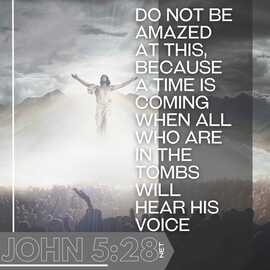 DO NOT BE
AMAZED
AT THIS,
BECAUSE
A TIME IS
COMING
WHEN ALL
WHO ARE
IN THE
TOMBS
WILL
HEAR HIS
VOICE
JOHN 5:28
NET